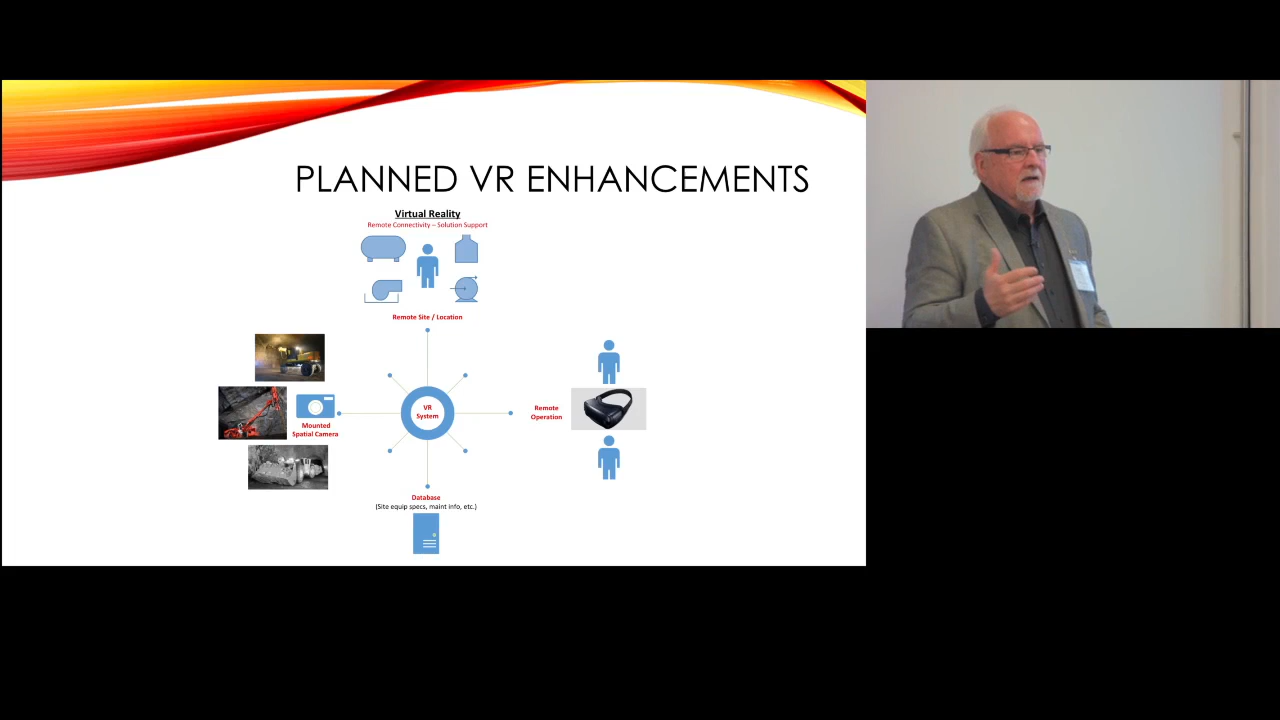 PLANNED VR ENHANCEMENTS
Virtual Reality
Remote Connectivity – Solution Support
Remote Site / Location
VR
System
Mounted
Spatial Camera
Remote
Operation
Database
(Site equip specs, maint info, etc.)